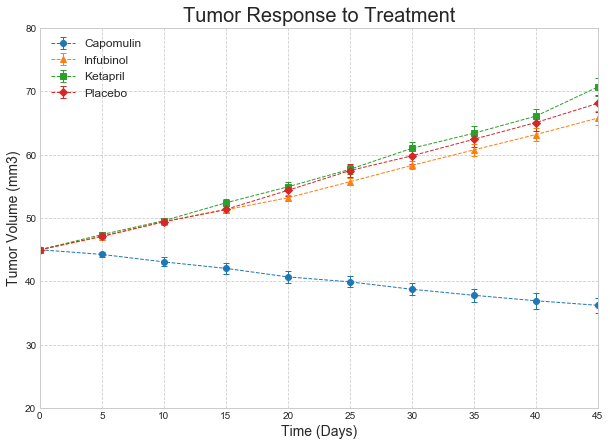 Tumor Response to Treatment
Capomulin
Infubinol
Ketapril
Placebo
Tumor Volume (mm3)
80
70
60
50
40
30
20
0 5 10 15 20 25 30 35 40 45
Time (Days)